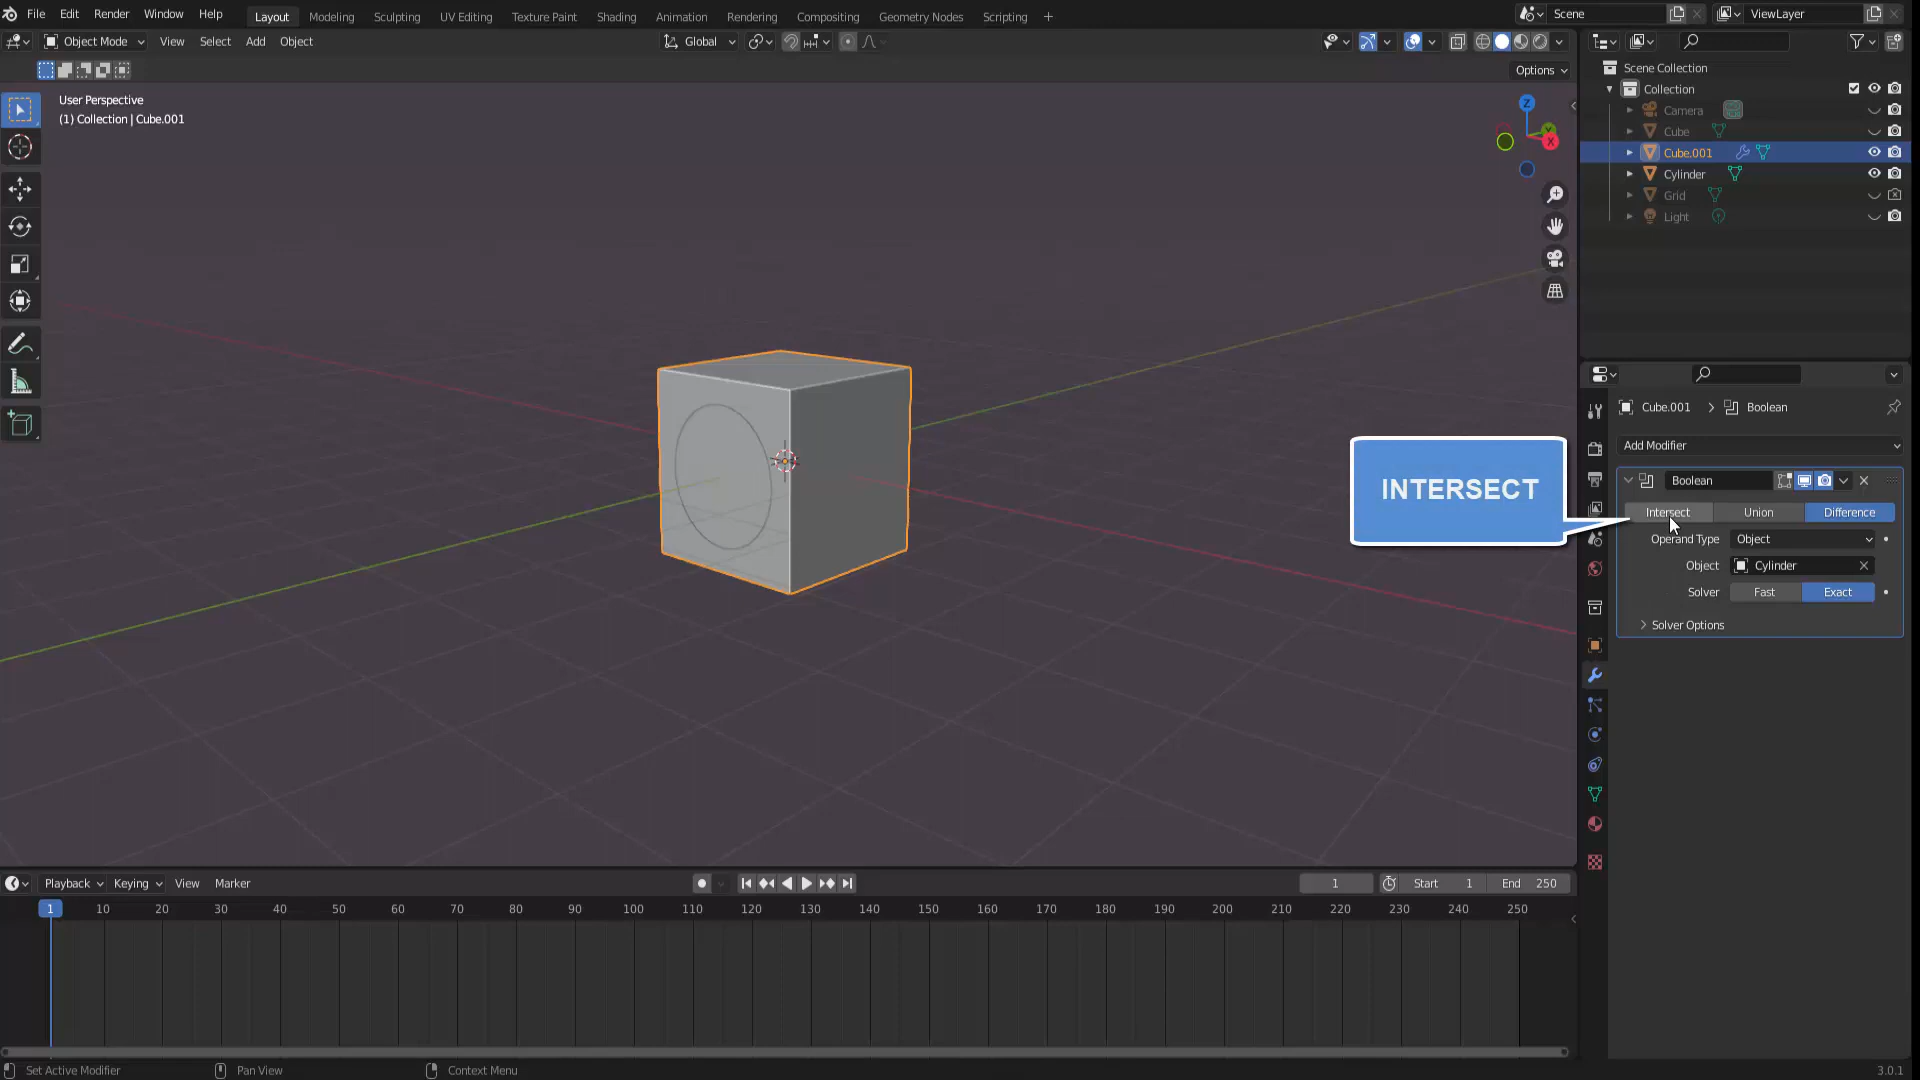 File Edit Render Window Help Layout Modeling Sculpting UV Editing Texture Paint Shading Animation Rendering Compositing Geometry Nodes Scripting + Scene ViewLayer
Object Mode View Select Add Object Global
Options
User Perspective
(1) Collection | Cube.001
Z
Y
X
Scene Collection
Collection
Camera
Cube
Cube.001
Cylinder
Grid
Light
Cube.001 > Boolean
Add Modifier
Boolean
INTERSECT
Intersect Union Difference
Operand Type Object
Object Cylinder
Solver Fast Exact
Solver Options
Playback Keying View Marker 1 Start 1 End 250
1 10 20 30 40 50 60 70 80 90 100 110 120 130 140 150 160 170 180 190 200 210 220 230 240 250
Set Active Modifier Pan View Context Menu 3.0.1